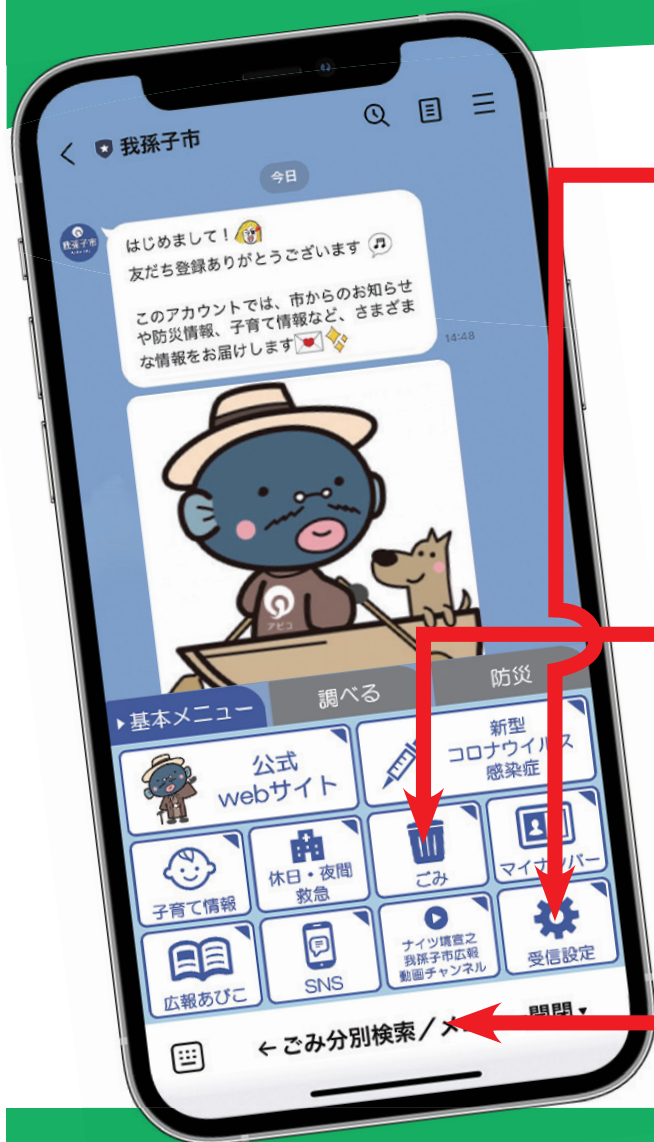 我孫子市
今日
我孫子市
はじめまして！
友だち登録ありがとうございます
このアカウントでは、市からのお知らせ
や防災情報、子育て情報など、さまざま
な情報をお届けします
14:48
アビコ
基本メニュー
調べる
防災
公式
webサイト
新型
コロナウイルス
感染症
子育て情報
休日・夜間
救急
ごみ
マイナンバー
広報あびこ
SNS
ナイツ塙宣之
我孫子市広報
動画チャンネル
受信設定
←ごみ分別検索／メ
開閉▼